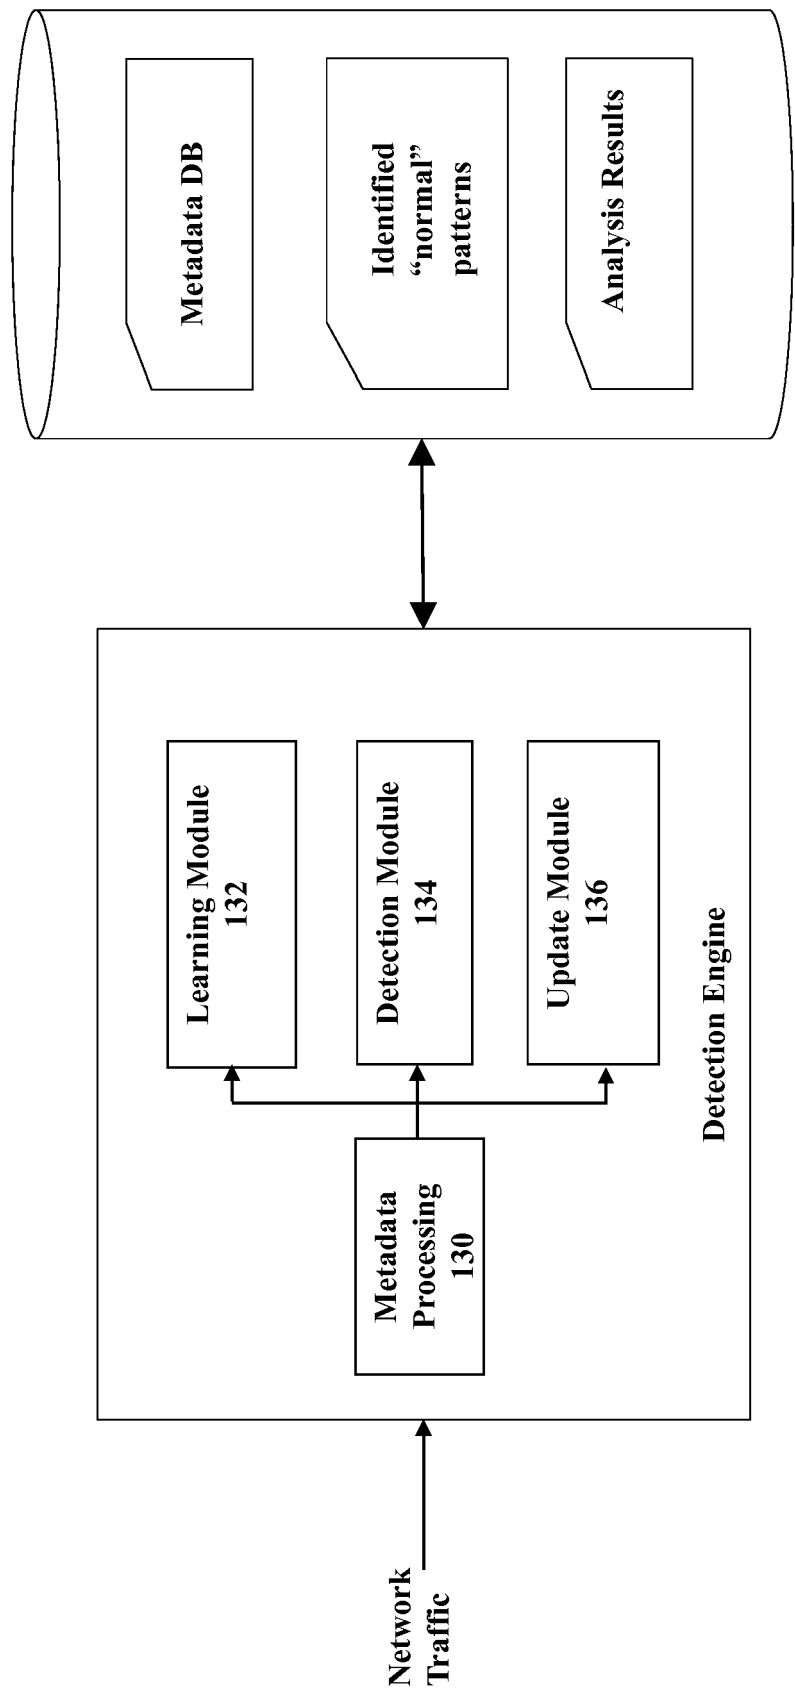 Network
Traffic
Metadata
Processing
130
Learning Module
132
Detection Module
134
Update Module
136
Detection Engine
Metadata DB
Identified
“normal”
patterns
Analysis Results